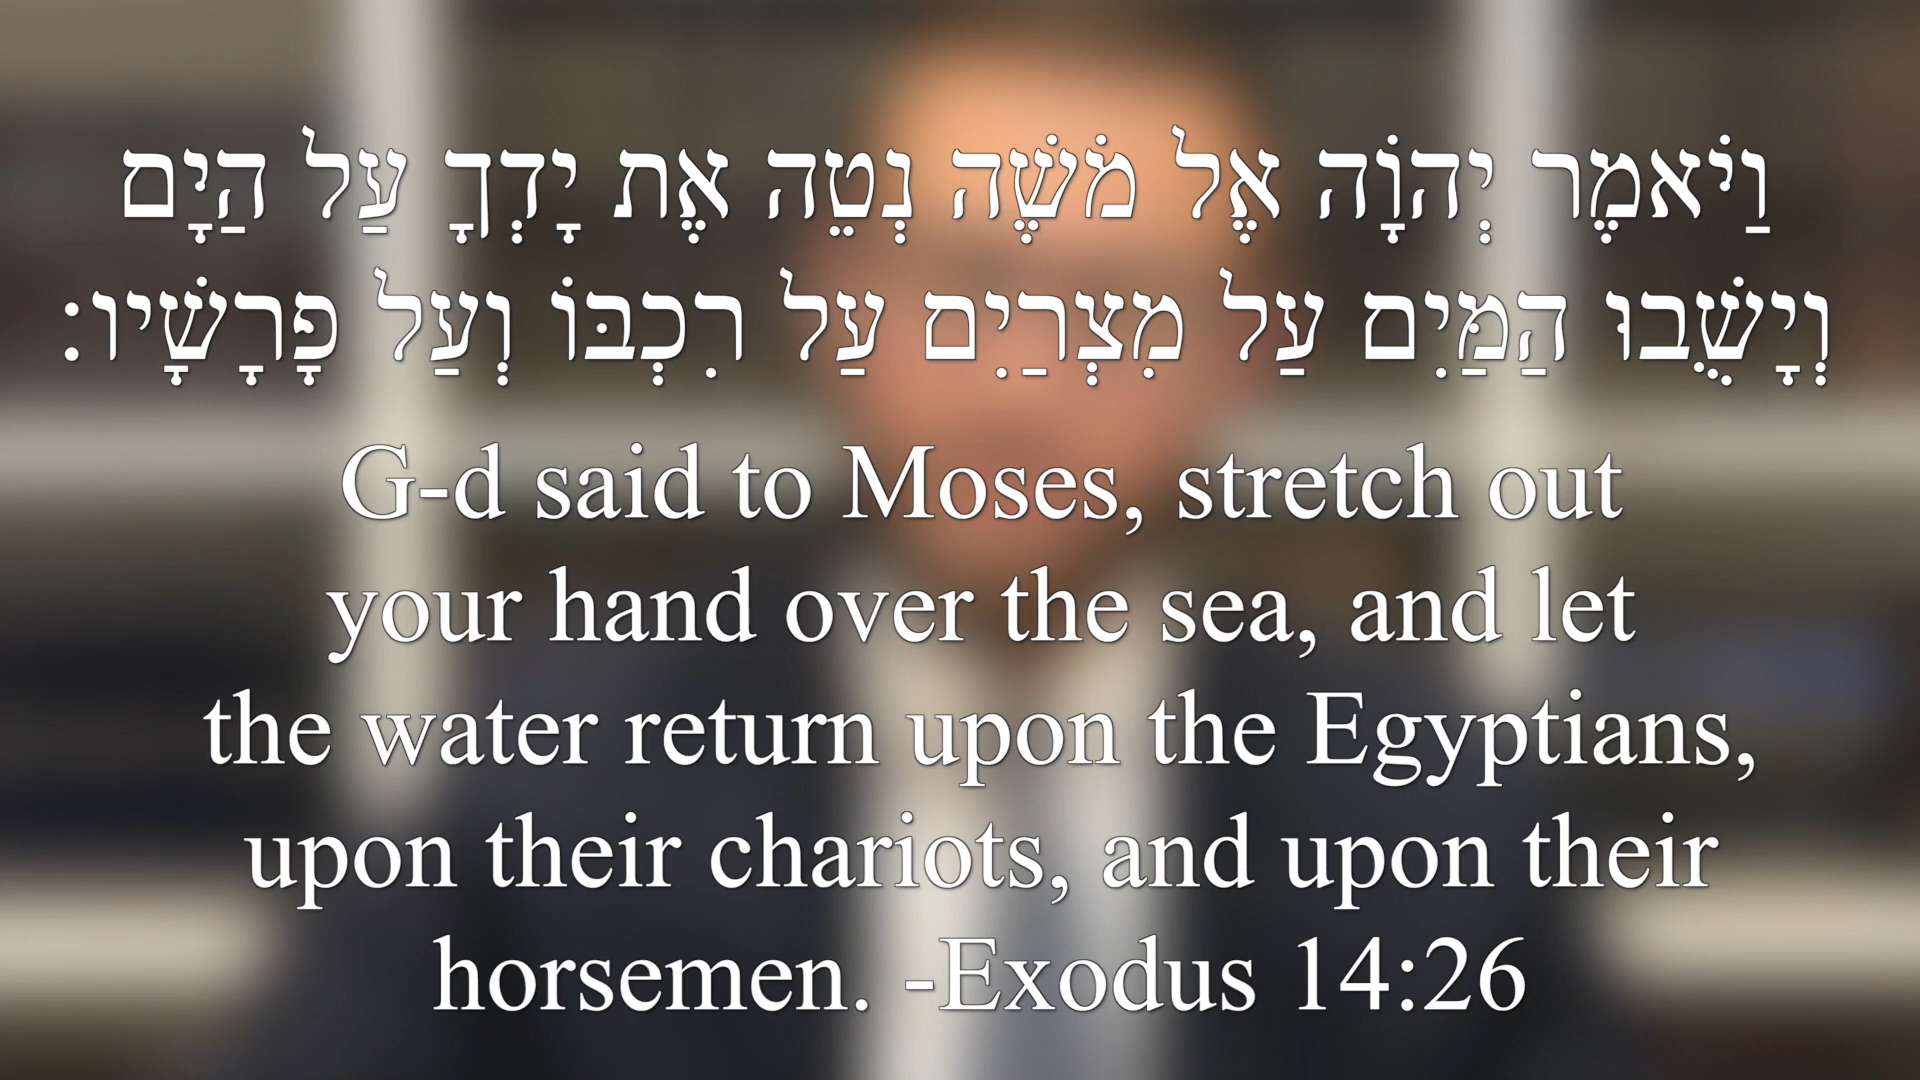 וַיֹּאמֶר יְהוָֹה אֶל מֹשֶׁה נְטֵה אֶת יָדְךָ עַל הַיָּם
וְיָשֻׁבוּ הַמַּיִם עַל מִצְרַיִם עַל רִכְבּוֹ וְעַל פָּרָשָׁיו:
G-d said to Moses, stretch out
your hand over the sea, and let
the water return upon the Egyptians,
upon their chariots, and upon their
horsemen. -Exodus 14:26